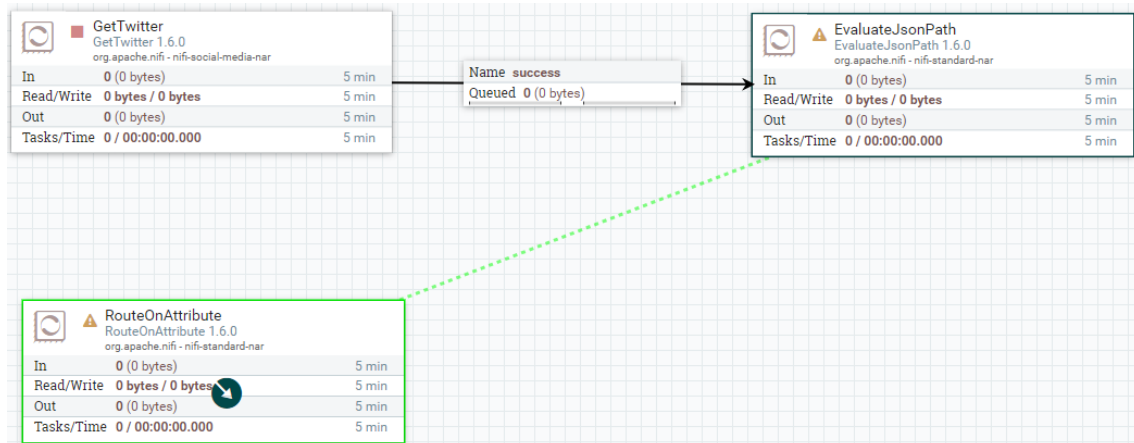 GetTwitter
GetTwitter 1.6.0
org.apache.nifi - nifi-social-media-nar
In 0 (0 bytes) 5 min
Read/Write 0 bytes / 0 bytes 5 min
Out 0 (0 bytes) 5 min
Tasks/Time 0 / 00:00:00.000 5 min
Name success
Queued 0 (0 bytes)
EvaluateJsonPath
EvaluateJsonPath 1.6.0
org.apache.nifi - nifi-standard-nar
In 0 (0 bytes) 5 min
Read/Write 0 bytes / 0 bytes 5 min
Out 0 (0 bytes) 5 min
Tasks/Time 0 / 00:00:00.000 5 min
RouteOnAttribute
RouteOnAttribute 1.6.0
org.apache.nifi - nifi-standard-nar
In 0 (0 bytes) 5 min
Read/Write 0 bytes / 0 bytes 5 min
Out 0 (0 bytes) 5 min
Tasks/Time 0 / 00:00:00.000 5 min